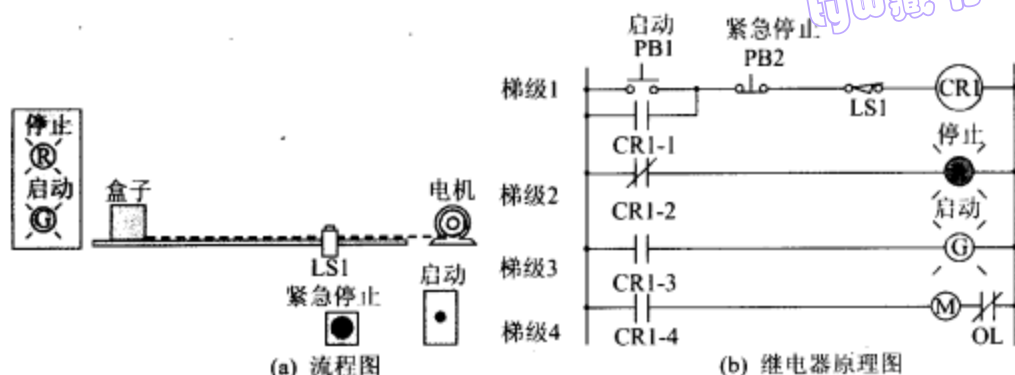 停止
R
启动
G
盒子
电机
LS1
紧急停止
启动
(a) 流程图
启动
PB1
紧急停止
PB2
梯级1
LS1
CR1
CR1-1
停止
梯级2
CR1-2
启动
G
梯级3
CR1-3
M
梯级4
CR1-4
OL
(b) 继电器原理图